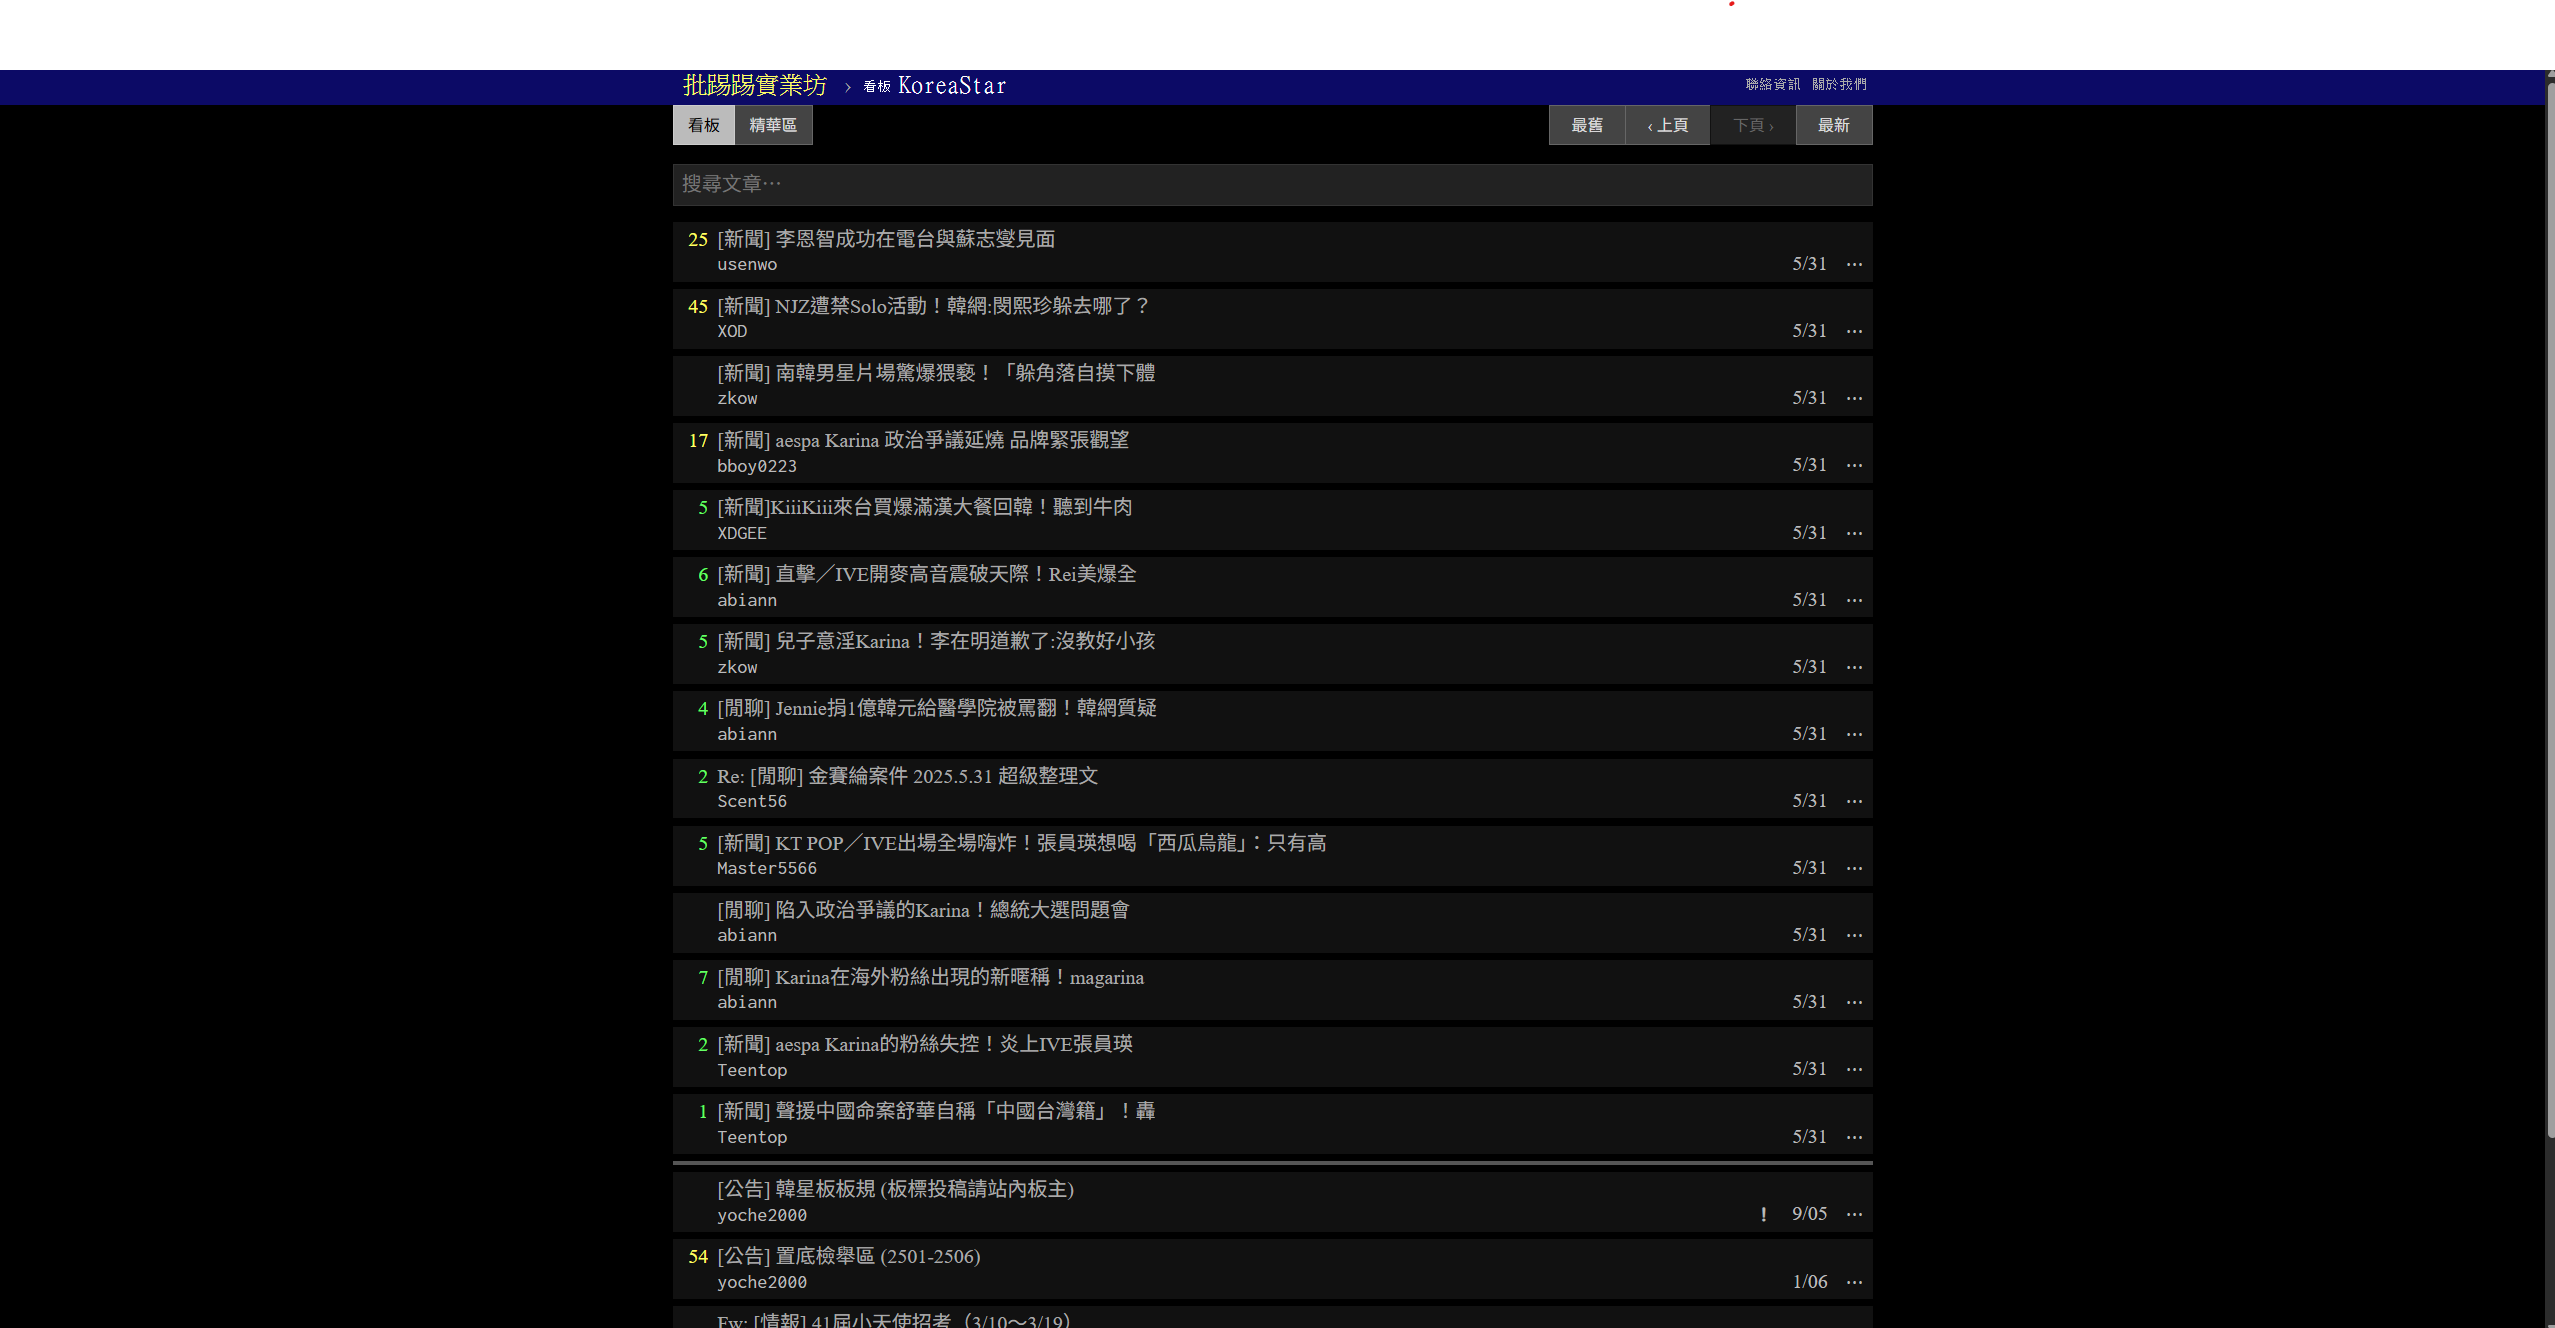 批踢踢實業坊 › 看板 KoreaStar 聯絡資訊 關於我們
看板 精華區 最舊 ‹ 上頁 下頁 › 最新
搜尋文章⋯
25 [新聞] 李恩智成功在電台與蘇志燮見面
usenwo 5/31 ⋯
45 [新聞] NJZ遭禁Solo活動！韓網:閔熙珍躲去哪了？
XOD 5/31 ⋯
[新聞] 南韓男星片場驚爆猥褻！「躲角落自摸下體
zkow 5/31 ⋯
17 [新聞] aespa Karina 政治爭議延燒 品牌緊張觀望
bboy0223 5/31 ⋯
5 [新聞]KiiiKiii來台買爆滿漢大餐回韓！聽到牛肉
XDGEE 5/31 ⋯
6 [新聞] 直擊／IVE開麥高音震破天際！Rei美爆全
abiann 5/31 ⋯
5 [新聞] 兒子意淫Karina！李在明道歉了:沒教好小孩
zkow 5/31 ⋯
4 [閒聊] Jennie捐1億韓元給醫學院被罵翻！韓網質疑
abiann 5/31 ⋯
2 Re: [閒聊] 金賽綸案件 2025.5.31 超級整理文
Scent56 5/31 ⋯
5 [新聞] KT POP／IVE出場全場嗨炸！張員瑛想喝「西瓜烏龍」：只有高
Master5566 5/31 ⋯
[閒聊] 陷入政治爭議的Karina！總統大選問題會
abiann 5/31 ⋯
7 [閒聊] Karina在海外粉絲出現的新暱稱！magarina
abiann 5/31 ⋯
2 [新聞] aespa Karina的粉絲失控！炎上IVE張員瑛
Teentop 5/31 ⋯
1 [新聞] 聲援中國命案舒華自稱「中國台灣籍」！轟
Teentop 5/31 ⋯
[公告] 韓星板板規 (板標投稿請站內板主)
yoche2000 ! 9/05 ⋯
54 [公告] 置底檢舉區 (2501-2506)
yoche2000 1/06 ⋯
Fw: [情報] 41屆小天使招考（3/10～3/19）